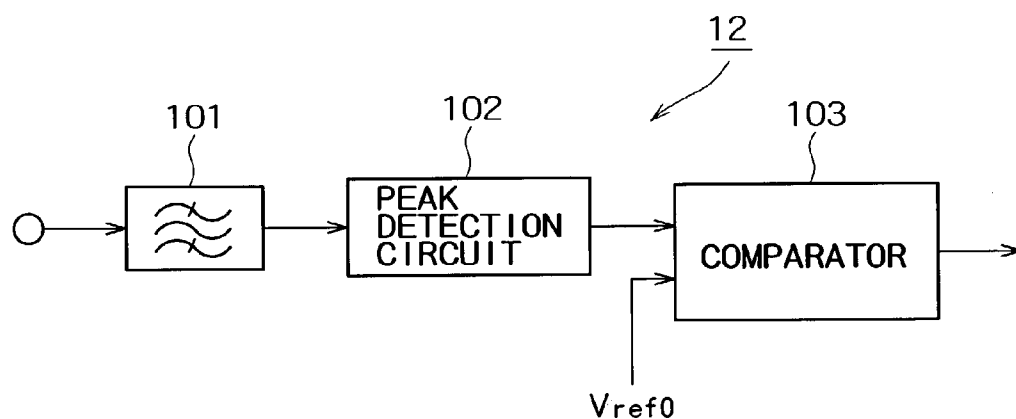 12
101
102
103
PEAK
DETECTION
CIRCUIT
COMPARATOR
Vref0